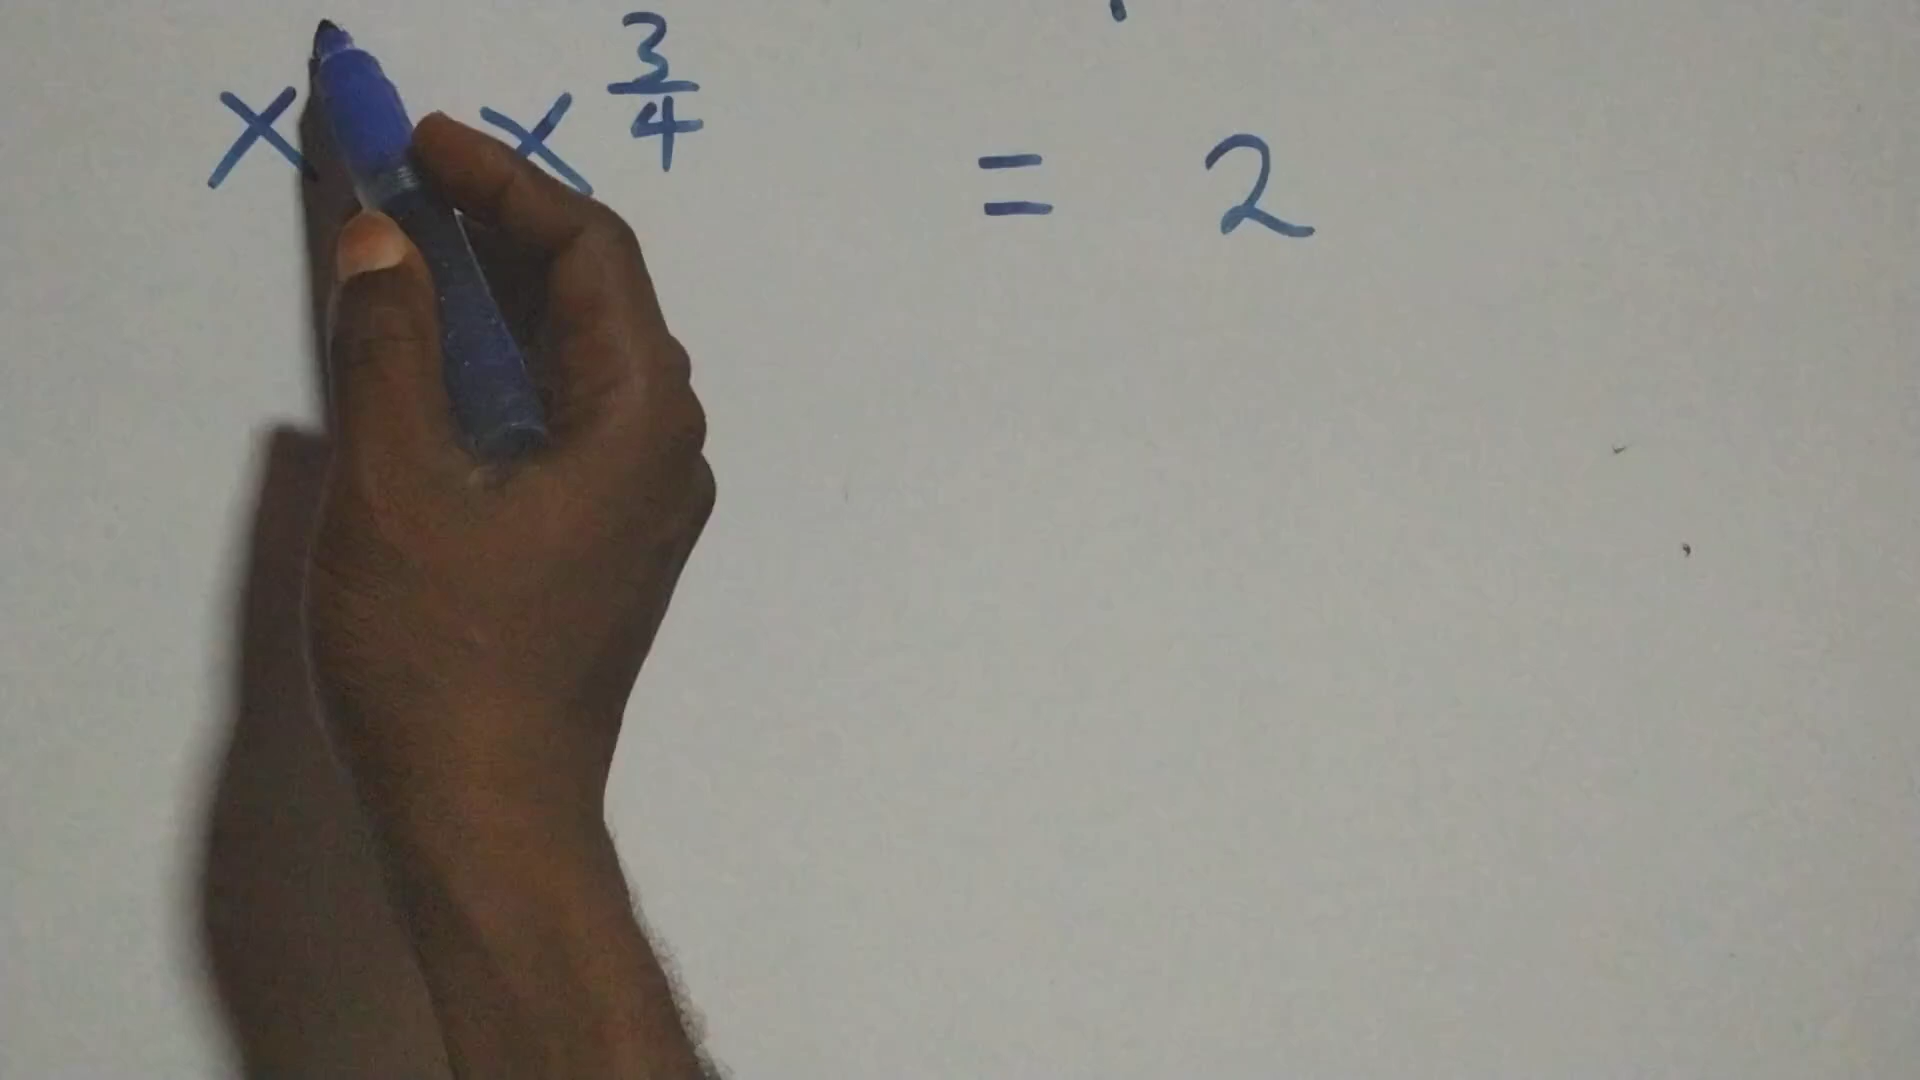 x x^{3/4} = 2